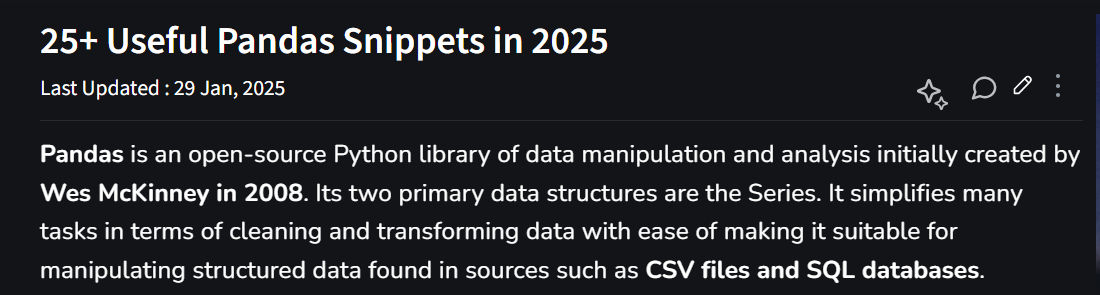 25+ Useful Pandas Snippets in 2025
Last Updated : 29 Jan, 2025
Pandas is an open-source Python library of data manipulation and analysis initially created by
Wes McKinney in 2008. Its two primary data structures are the Series. It simplifies many
tasks in terms of cleaning and transforming data with ease of making it suitable for
manipulating structured data found in sources such as CSV files and SQL databases.